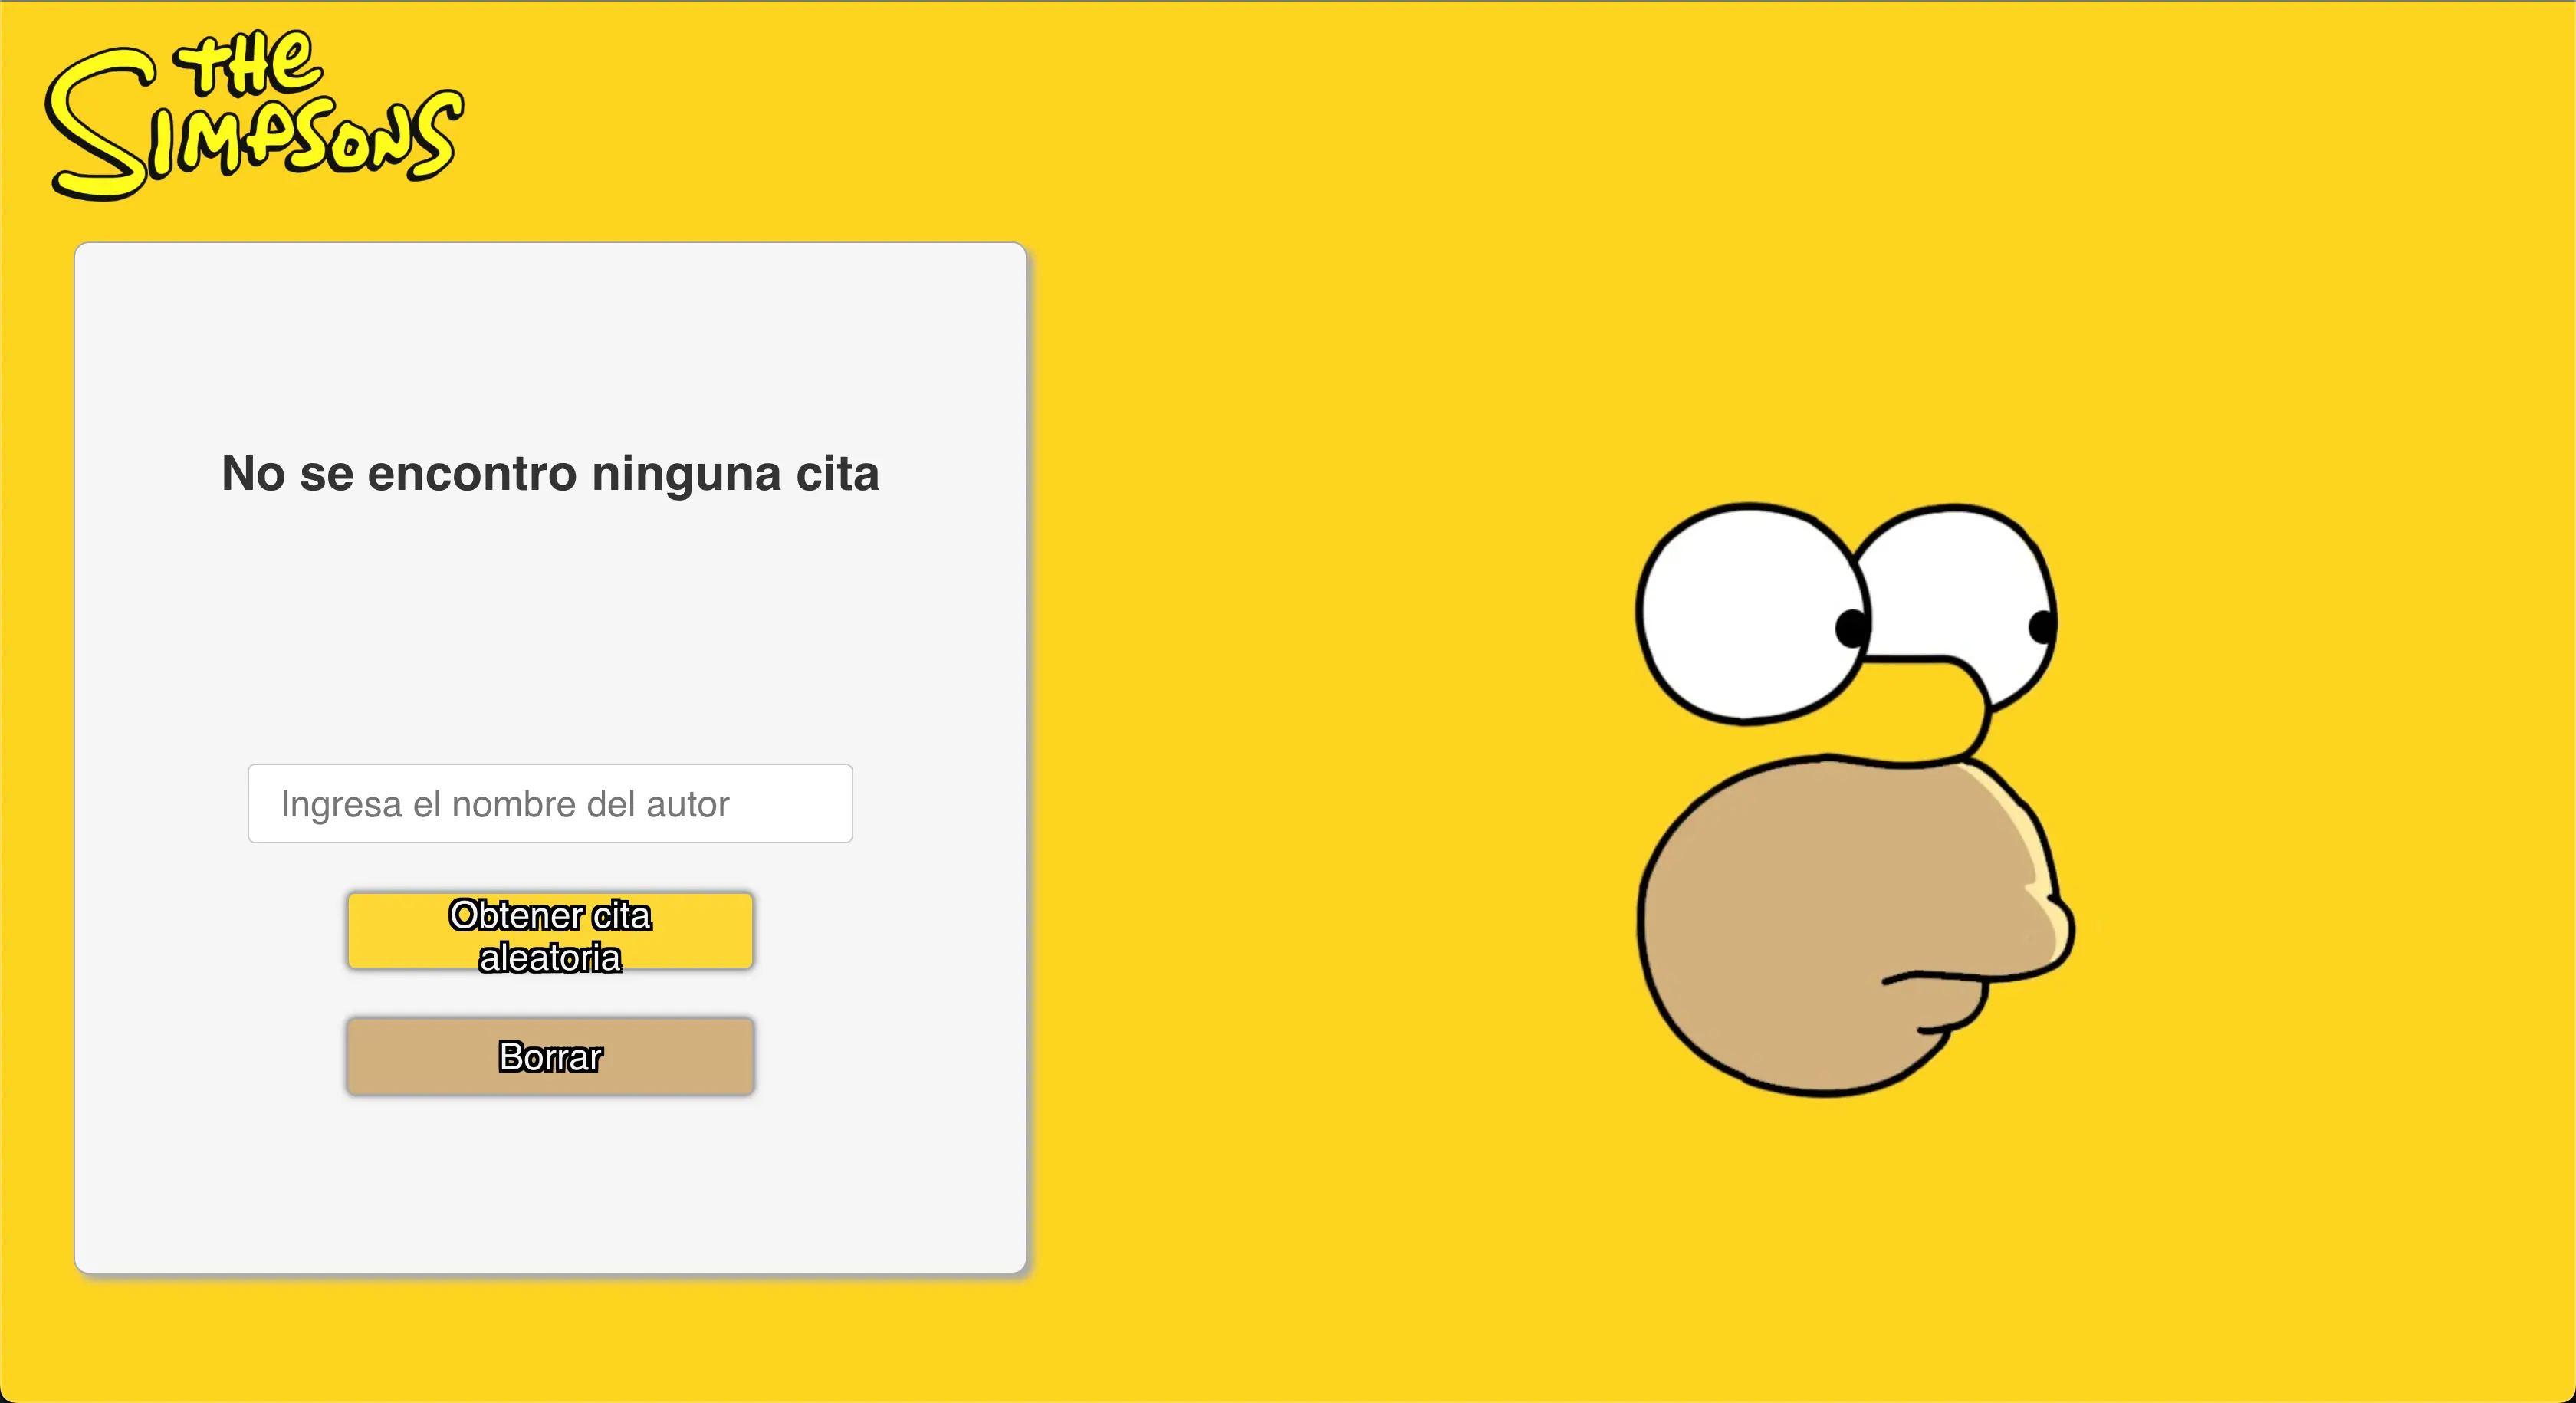 THE
SIMPSONS
No se encontro ninguna cita
Ingresa el nombre del autor
Obtener cita
aleatoria
Borrar